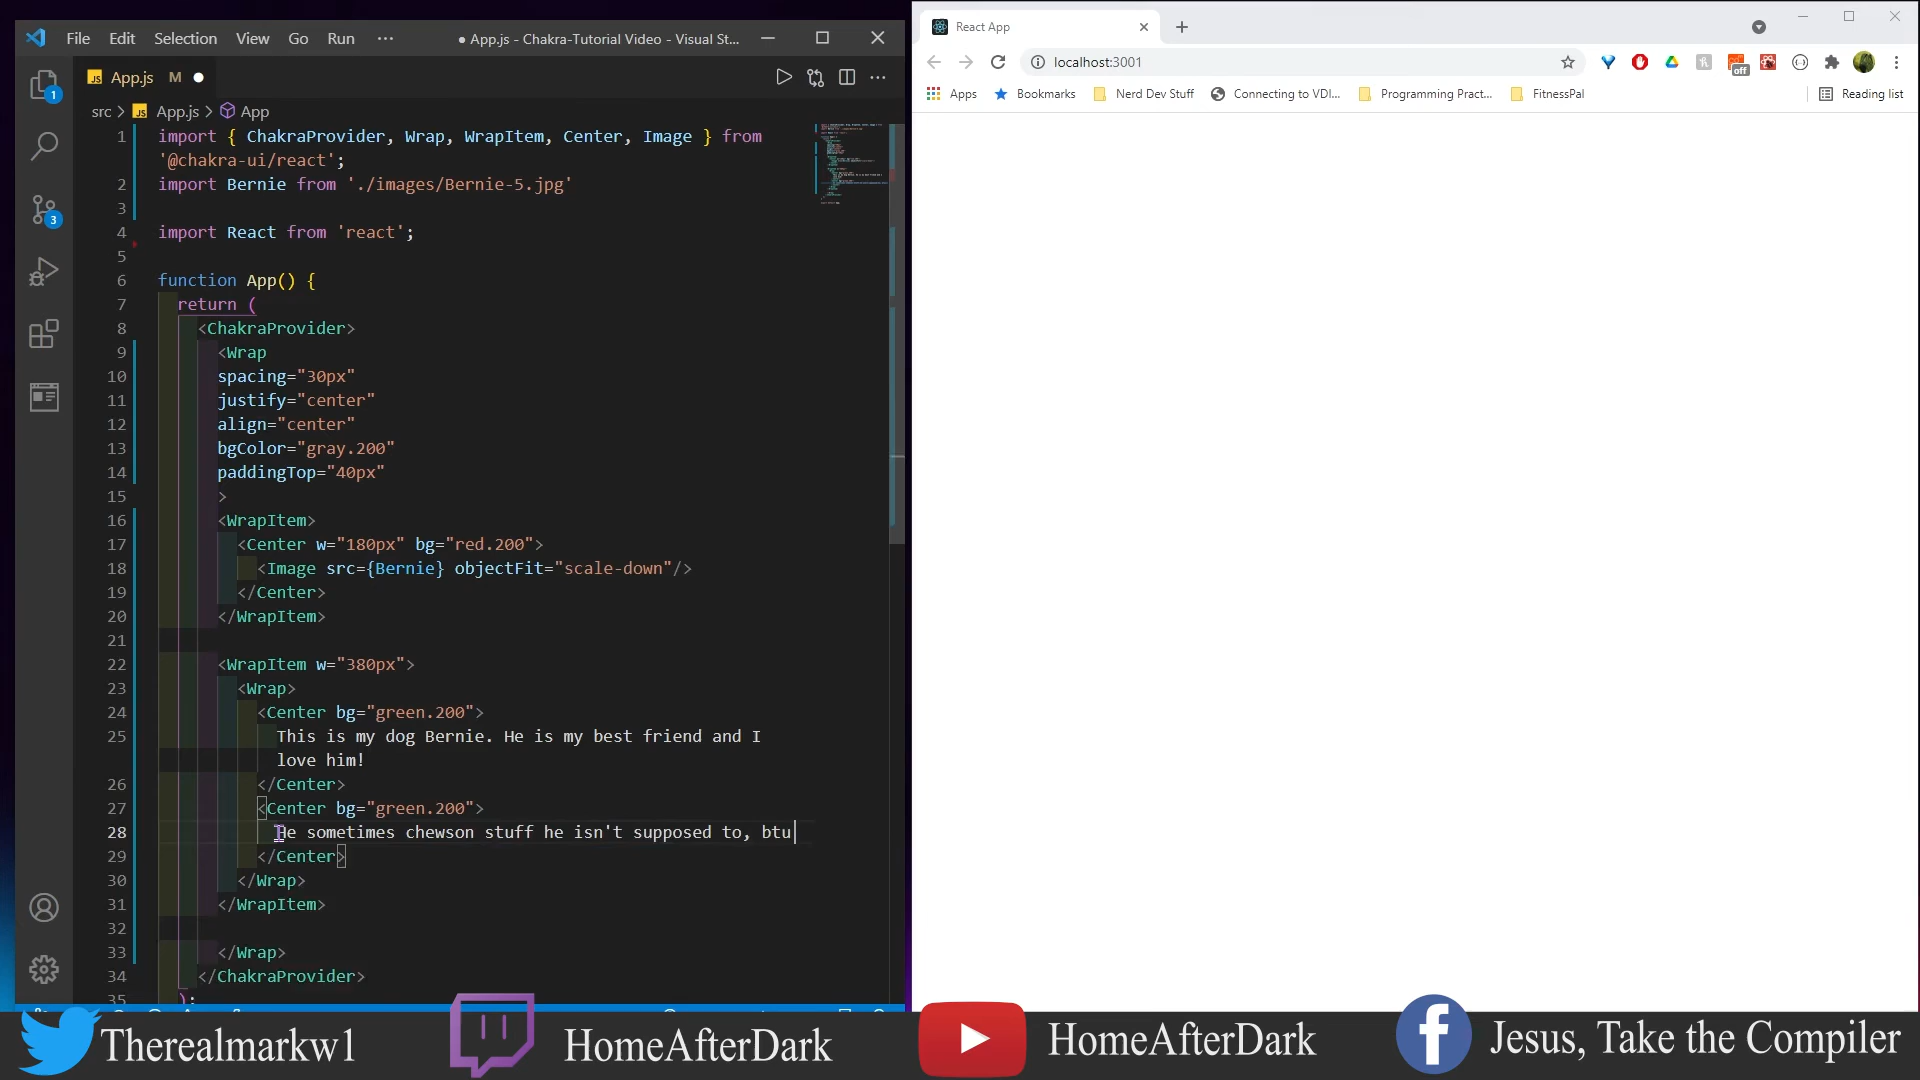 File Edit Selection View Go Run ··· ● App.js - Chakra-Tutorial Video - Visual St...
JS App.js M
src > JS App.js > App
1 import { ChakraProvider, Wrap, WrapItem, Center, Image } from
'@chakra-ui/react';
2 import Bernie from './images/Bernie-5.jpg'
3
4 import React from 'react';
5
6 function App() {
7 return (
8 <ChakraProvider>
9 <Wrap
10 spacing="30px"
11 justify="center"
12 align="center"
13 bgColor="gray.200"
14 paddingTop="40px"
15 >
16 <WrapItem>
17 <Center w="180px" bg="red.200">
18 <Image src={Bernie} objectFit="scale-down"/>
19 </Center>
20 </WrapItem>
21
22 <WrapItem w="380px">
23 <Wrap>
24 <Center bg="green.200">
25 This is my dog Bernie. He is my best friend and I
love him!
26 </Center>
27 <Center bg="green.200">
28 He sometimes chewson stuff he isn't supposed to, btu
29 </Center>
30 </Wrap>
31 </WrapItem>
32
33 </Wrap>
34 </ChakraProvider>
35 );
1
3
React App
localhost:3001
off
Apps Bookmarks Nerd Dev Stuff Connecting to VDI... Programming Pract... FitnessPal Reading list
Therealmarkw1 HomeAfterDark HomeAfterDark Jesus, Take the Compiler